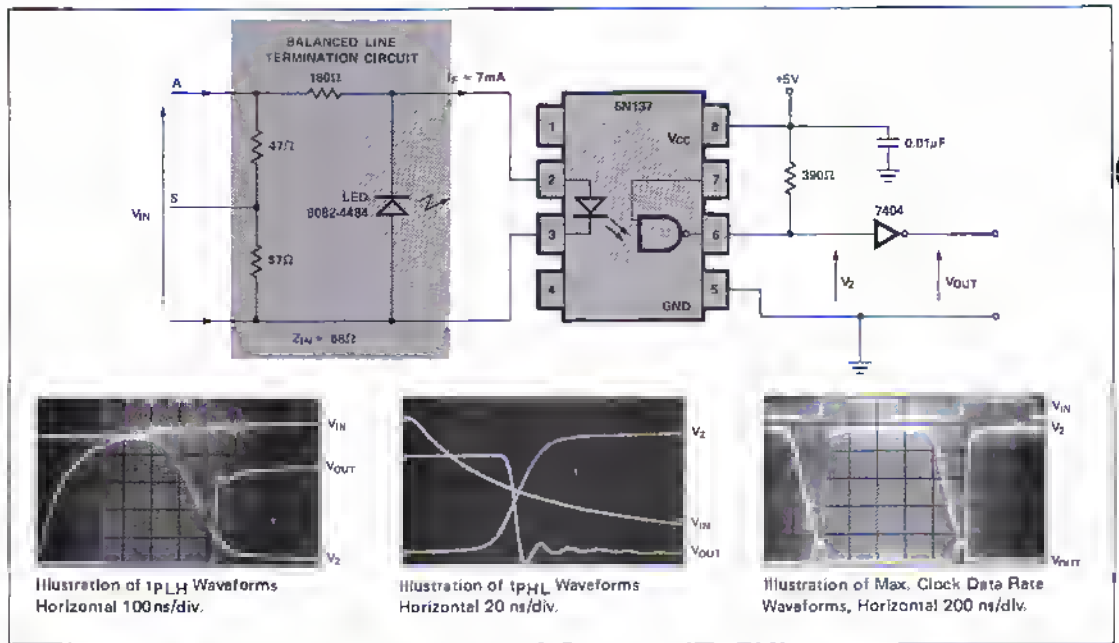 BALANCED LINE
TERMINATION CIRCUIT
180Ω
A
IF = 7mA
47Ω
S
VIN
LED
8082-4484
ZIN = 68Ω
6N137
1
2
3
4
8
7
6
5
VCC
GND
+5V
0.01µF
390Ω
7404
V2
VOUT
VIN
VOUT
V2
Illustration of tPLH Waveforms
Horizontal 100ns/div.
V2
VIN
VOUT
Illustration of tPHL Waveforms
Horizontal 20 ns/div.
VIN
V2
VOUT
Illustration of Max. Clock Data Rate
Waveforms, Horizontal 200 ns/div.